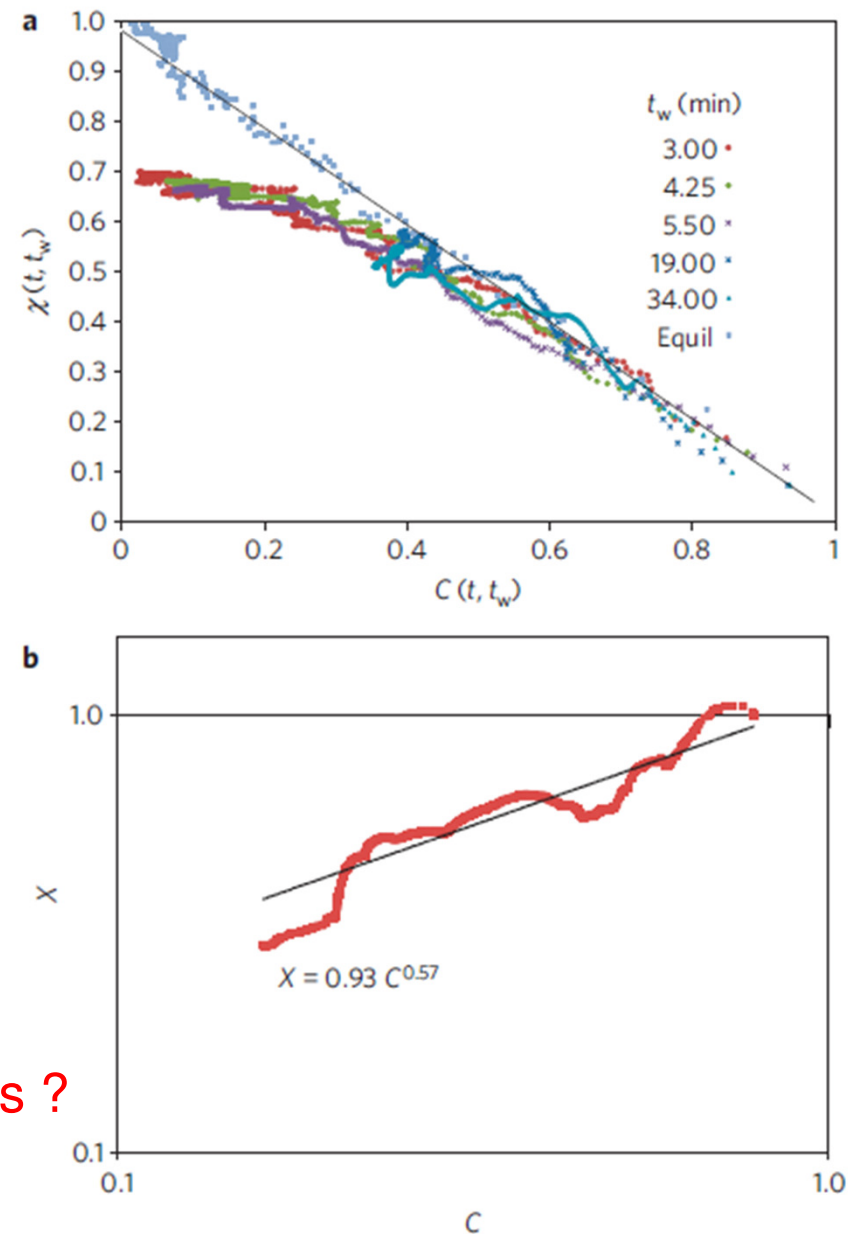 a
1.0
0.9
0.8
0.7
0.6
0.5
0.4
0.3
0.2
0.1
0
χ(t, tw)
tw (min)
3.00
4.25
5.50
19.00
34.00
Equil
0 0.2 0.4 0.6 0.8 1
C (t, tw)
b
1.0
X
X = 0.93 C^0.57
s ?
0.1
0.1 1.0
C